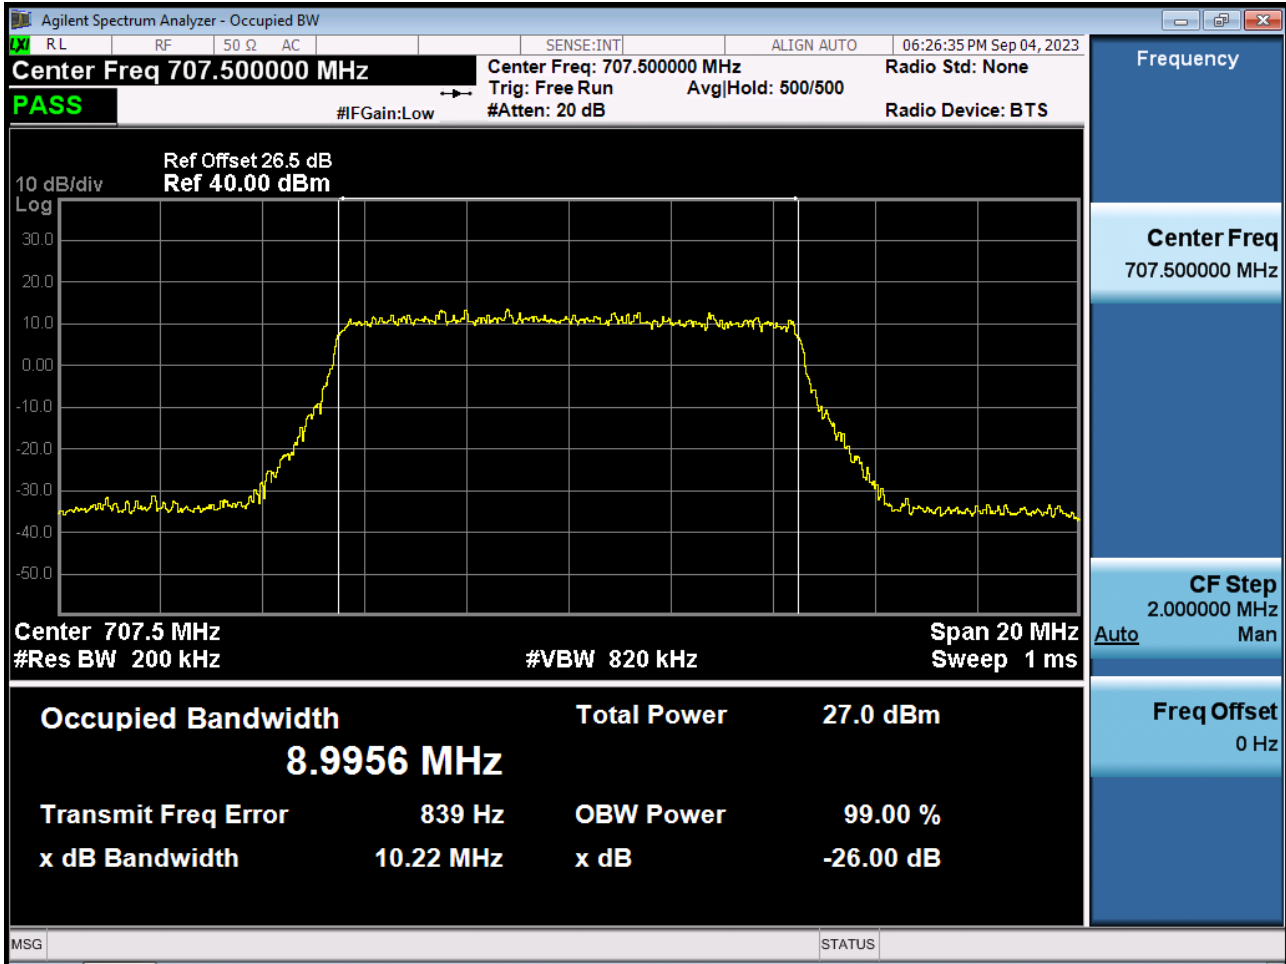 Agilent Spectrum Analyzer - Occupied BW
LXI RL RF 50 Ω AC SENSE:INT ALIGN AUTO 06:26:35 PM Sep 04, 2023
Center Freq 707.500000 MHz
Center Freq: 707.500000 MHz Radio Std: None
Trig: Free Run Avg|Hold: 500/500
PASS
#IFGain:Low #Atten: 20 dB Radio Device: BTS
Ref Offset 26.5 dB
10 dB/div Ref 40.00 dBm
Log
30.0
20.0
10.0
0.00
-10.0
-20.0
-30.0
-40.0
-50.0
Center 707.5 MHz Span 20 MHz
#Res BW 200 kHz #VBW 820 kHz Sweep 1 ms
Occupied Bandwidth Total Power 27.0 dBm
8.9956 MHz
Transmit Freq Error 839 Hz OBW Power 99.00 %
x dB Bandwidth 10.22 MHz x dB -26.00 dB
Frequency
Center Freq
707.500000 MHz
CF Step
2.000000 MHz
Auto Man
Freq Offset
0 Hz
MSG STATUS